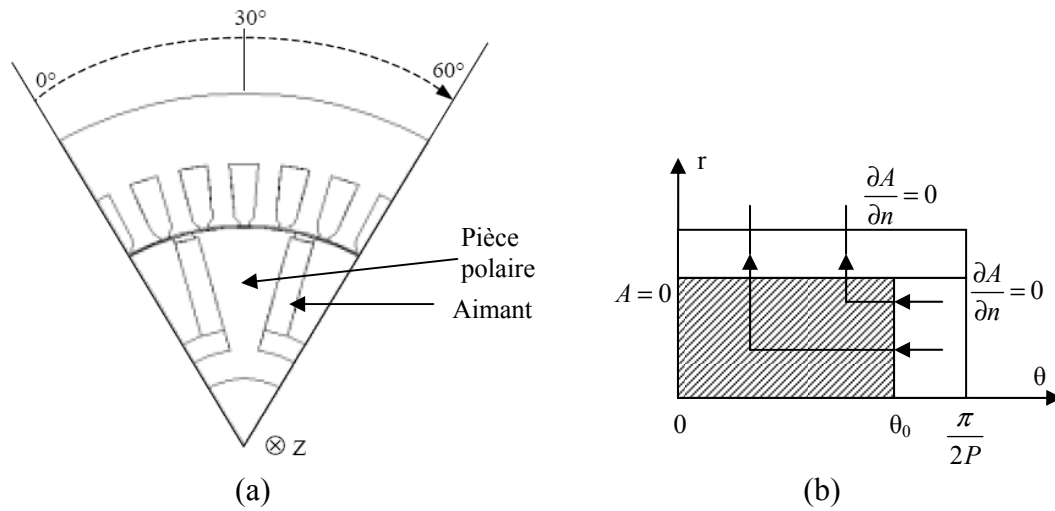 0°
30°
60°
Pièce
polaire
Aimant
⊗ Z
(a)
r
∂A/∂n = 0
A = 0
∂A/∂n = 0
θ
0
θ₀
π/2P
(b)